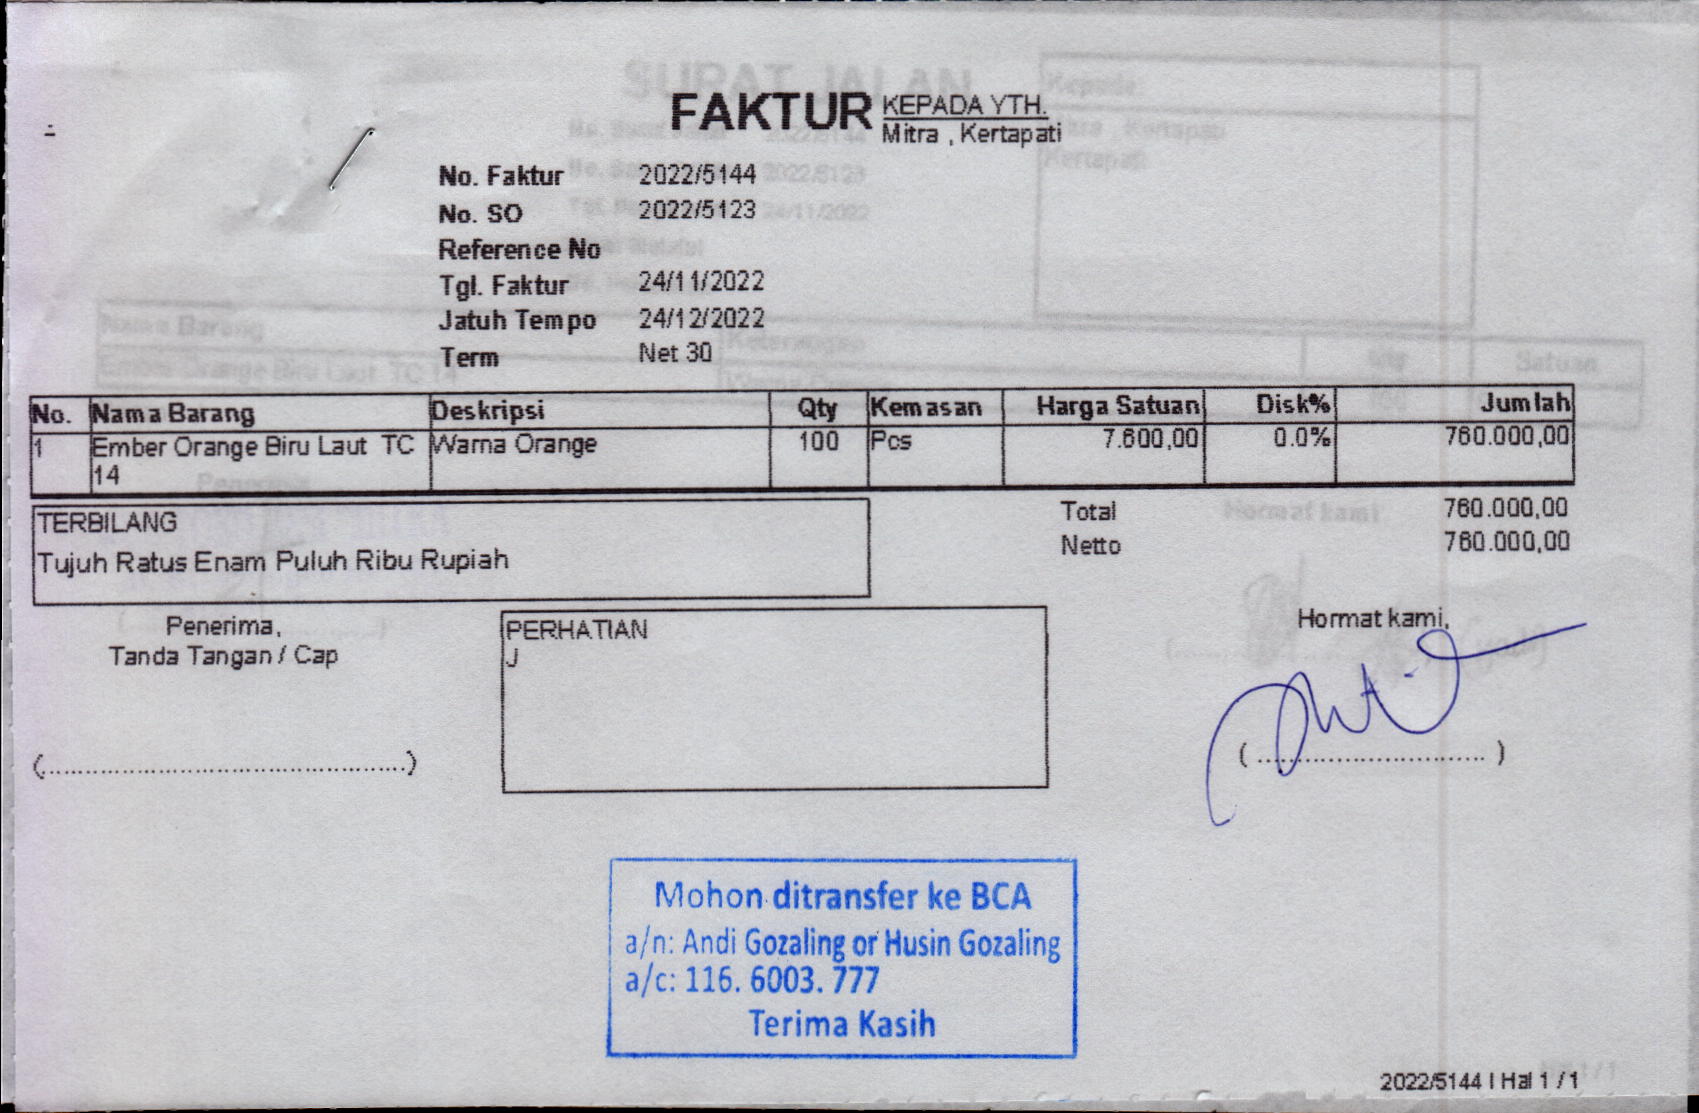 FAKTUR
KEPADA YTH.
Mitra , Kertapati
No. Faktur 2022/5144
No. SO 2022/5123
Reference No
Tgl. Faktur 24/11/2022
Jatuh Tempo 24/12/2022
Term Net 30
No. Nama Barang Deskripsi Qty Kemasan Harga Satuan Disk% Jumlah
1 Ember Orange Biru Laut TC Warna Orange 100 Pcs 7.600,00 0.0% 760.000,00
14
Total 760.000,00
Netto 760.000,00
TERBILANG
Tujuh Ratus Enam Puluh Ribu Rupiah
Penerima,
Tanda Tangan / Cap
(..............................................)
PERHATIAN
J
Hormat kami,
( .............................. )
Mohon ditransfer ke BCA
a/n: Andi Gozaling or Husin Gozaling
a/c: 116. 6003. 777
Terima Kasih
2022/5144 I Hal 1 / 1